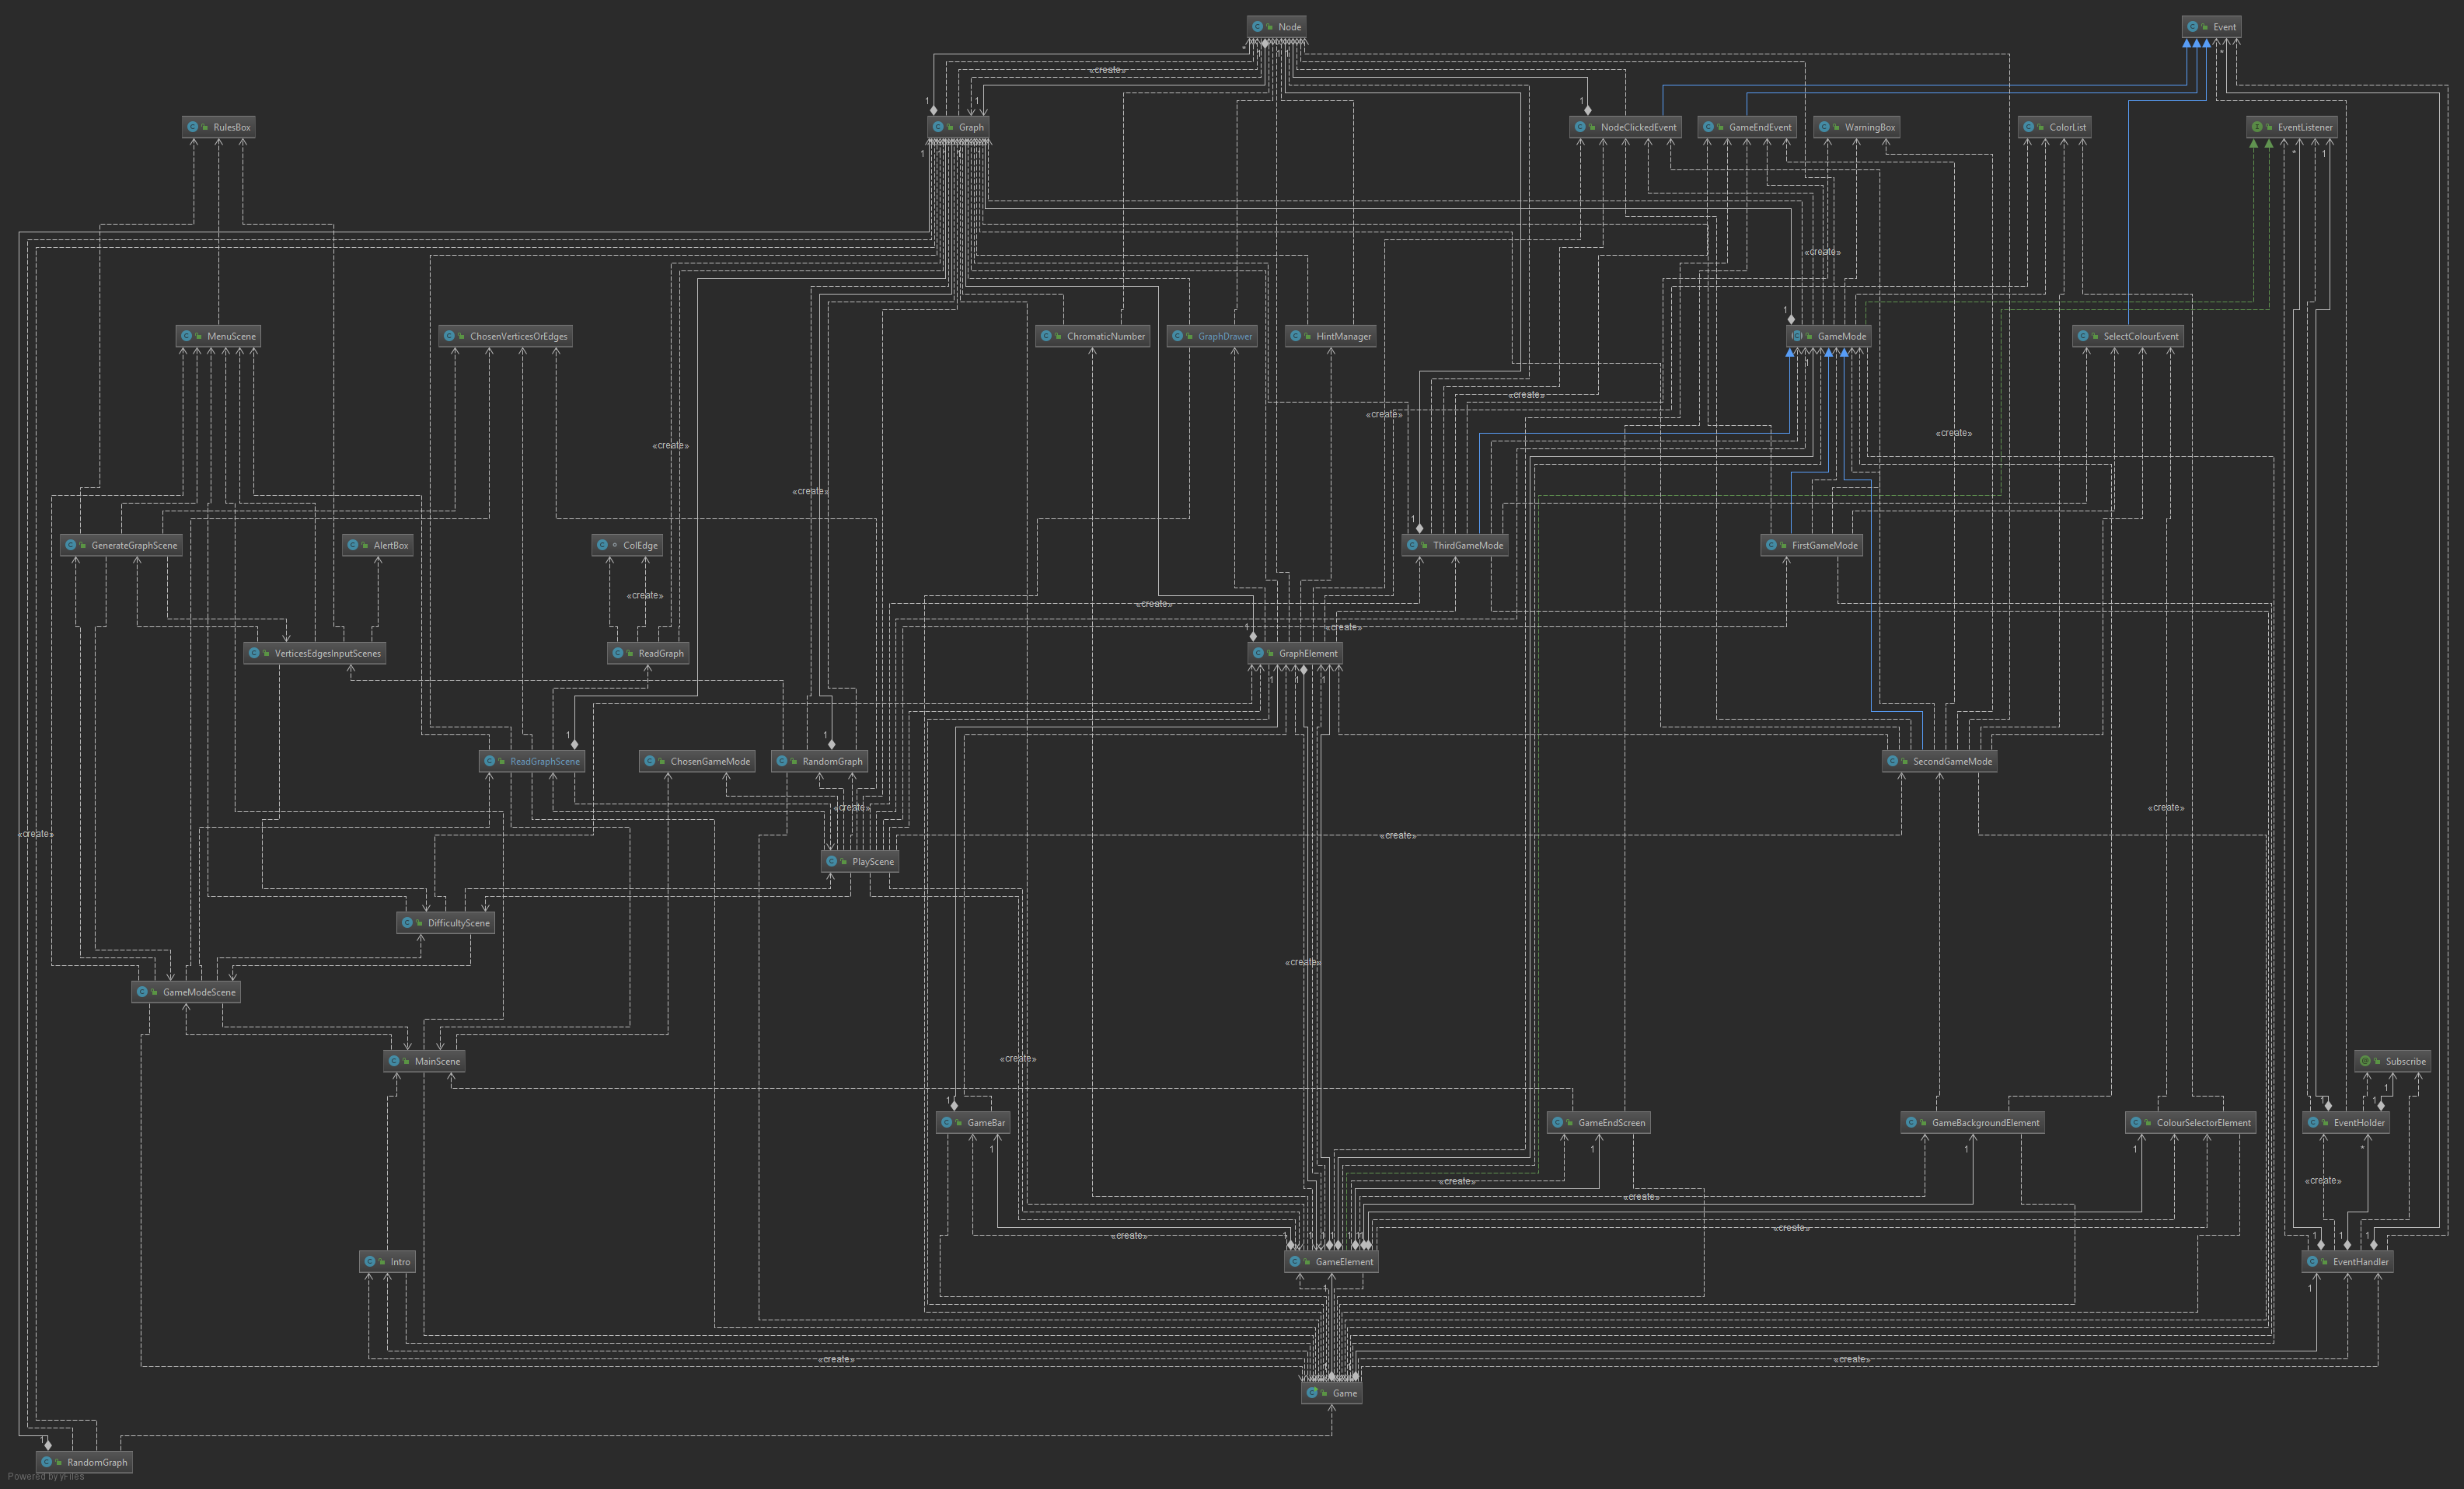 Node
Event
«create»
RulesBox
Graph
NodeClickedEvent
GameEndEvent
WarningBox
ColorList
EventListener
«create»
MenuScene
ChosenVerticesOrEdges
ChromaticNumber
GraphDrawer
HintManager
GameMode
SelectColourEvent
«create»
«create»
«create»
«create»
«create»
GenerateGraphScene
AlertBox
ColEdge
ThirdGameMode
FirstGameMode
«create»
«create»
«create»
VerticesEdgesInputScenes
ReadGraph
GraphElement
ReadGraphScene
ChosenGameMode
RandomGraph
SecondGameMode
«create»
«create»
«create»
«create»
PlayScene
DifficultyScene
«create»
GameModeScene
«create»
MainScene
Subscribe
GameBar
GameEndScreen
GameBackgroundElement
ColourSelectorElement
EventHolder
«create»
«create»
«create»
«create»
«create»
Intro
GameElement
EventHandler
«create»
«create»
Game
RandomGraph
Powered by yFiles